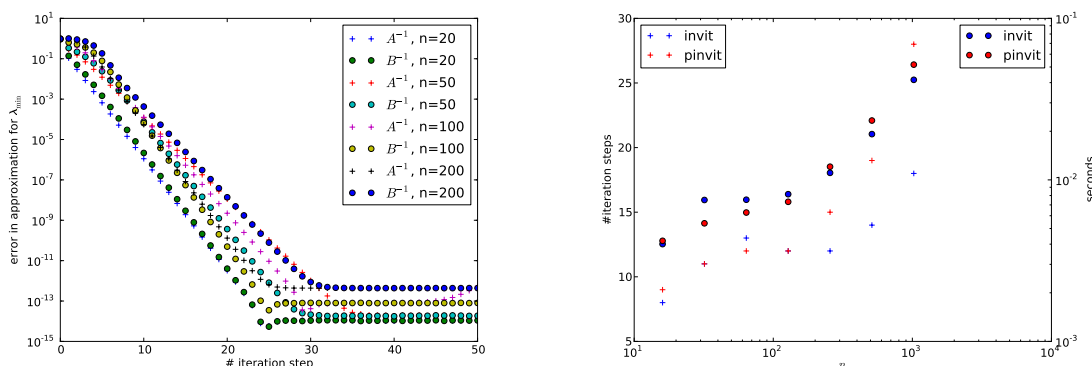 10^1
10^-1
10^-3
10^-5
10^-7
10^-9
10^-11
10^-13
10^-15
error in approximation for λ_min
0 10 20 30 40 50
# iteration step
A^-1, n=20
B^-1, n=20
A^-1, n=50
B^-1, n=50
A^-1, n=100
B^-1, n=100
A^-1, n=200
B^-1, n=200
30
25
20
15
10
5
#iteration steps
invit
pinvit
invit
pinvit
10^1 10^2 10^3 10^4
n
10^-1
10^-2
10^-3
seconds